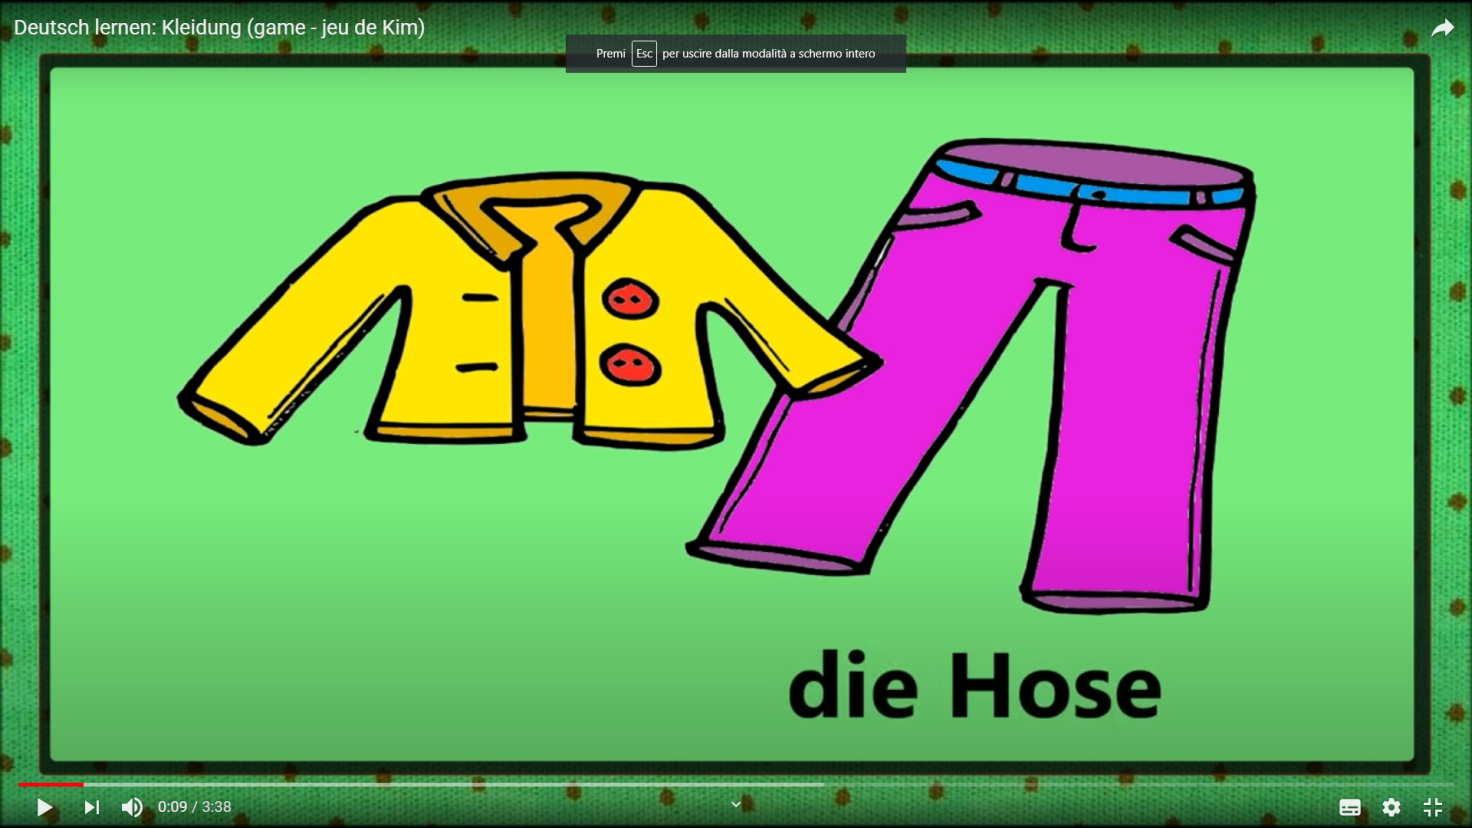 Deutsch lernen: Kleidung (game - jeu de Kim)
Premi Esc per uscire dalla modalità a schermo intero
die Hose
0:09 / 3:38